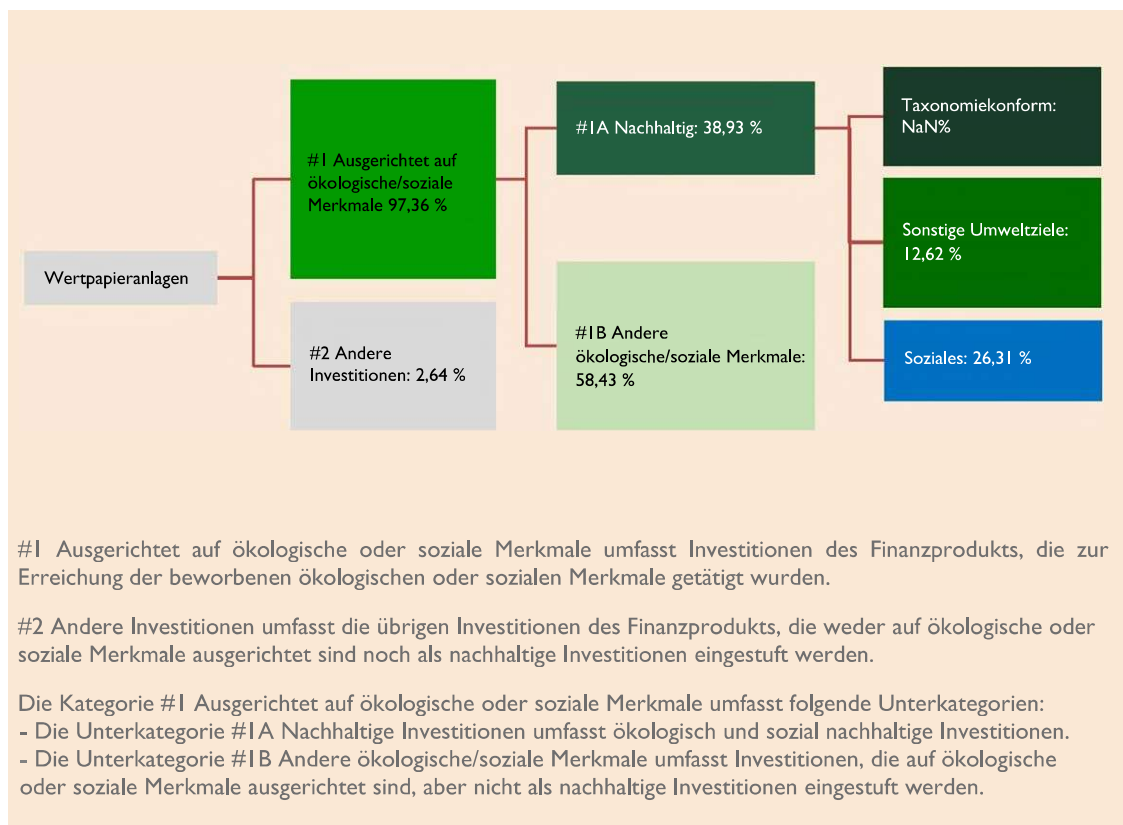 Wertpapieranlagen
#1 Ausgerichtet auf
ökologische/soziale
Merkmale 97,36 %
#2 Andere
Investitionen: 2,64 %
#1A Nachhaltig: 38,93 %
#1B Andere
ökologische/soziale Merkmale:
58,43 %
Taxonomiekonform:
NaN%
Sonstige Umweltziele:
12,62 %
Soziales: 26,31 %
#1 Ausgerichtet auf ökologische oder soziale Merkmale umfasst Investitionen des Finanzprodukts, die zur
Erreichung der beworbenen ökologischen oder sozialen Merkmale getätigt wurden.
#2 Andere Investitionen umfasst die übrigen Investitionen des Finanzprodukts, die weder auf ökologische oder
soziale Merkmale ausgerichtet sind noch als nachhaltige Investitionen eingestuft werden.
Die Kategorie #1 Ausgerichtet auf ökologische oder soziale Merkmale umfasst folgende Unterkategorien:
- Die Unterkategorie #1A Nachhaltige Investitionen umfasst ökologisch und sozial nachhaltige Investitionen.
- Die Unterkategorie #1B Andere ökologische/soziale Merkmale umfasst Investitionen, die auf ökologische
oder soziale Merkmale ausgerichtet sind, aber nicht als nachhaltige Investitionen eingestuft werden.